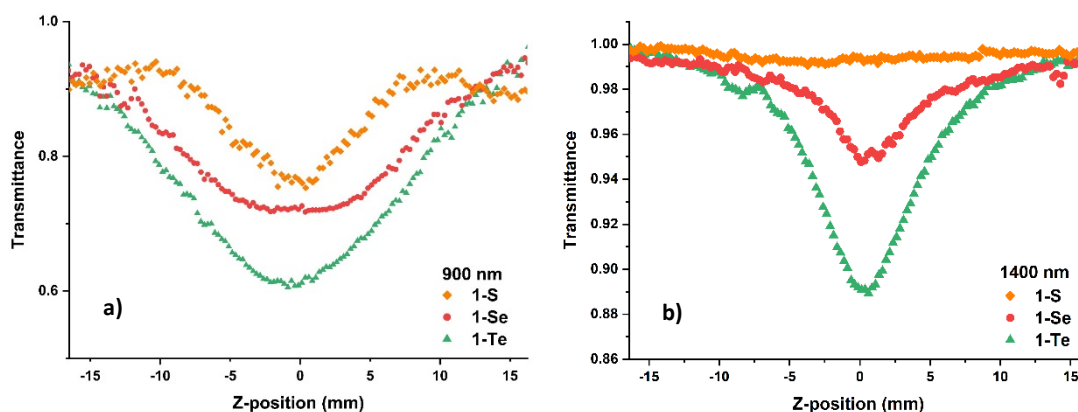 1.0
0.8
0.6
Transmittance
-15
-10
-5
0
5
10
15
Z-position (mm)
900 nm
1-S
1-Se
1-Te
a)
1.00
0.98
0.96
0.94
0.92
0.90
0.88
0.86
Transmittance
-15
-10
-5
0
5
10
15
Z-position (mm)
1400 nm
1-S
1-Se
1-Te
b)